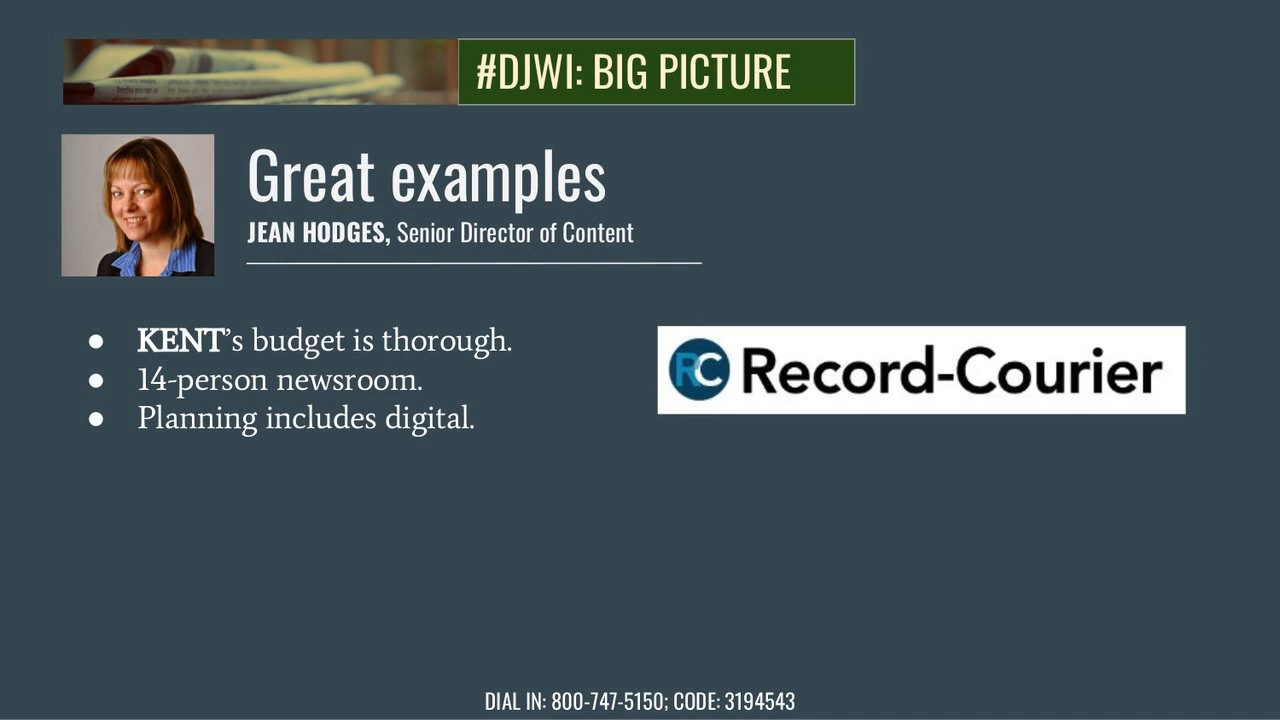 #DJWI: BIG PICTURE
Great examples
JEAN HODGES, Senior Director of Content
● KENT’s budget is thorough.
● 14-person newsroom.
● Planning includes digital.
RC Record-Courier
DIAL IN: 800-747-5150; CODE: 3194543